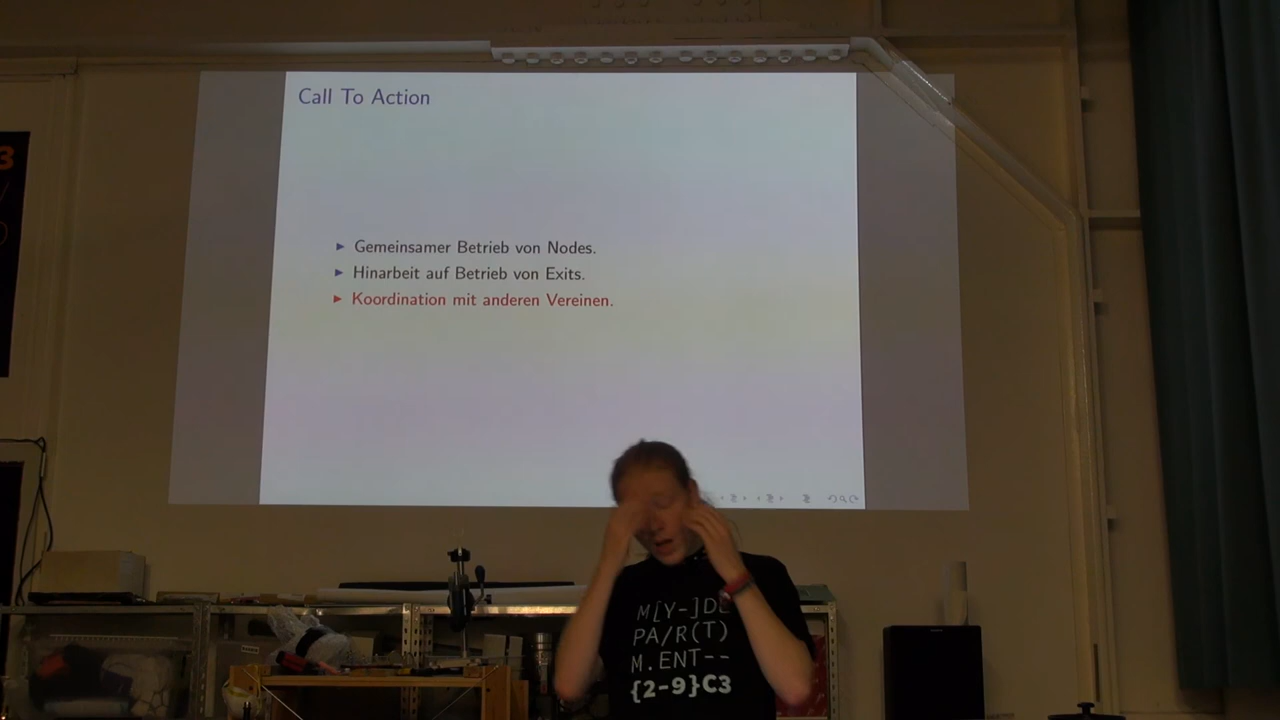 Call To Action
Gemeinsamer Betrieb von Nodes.
Hinarbeit auf Betrieb von Exits.
Koordination mit anderen Vereinen.
3
M[Y-]DE
PA/R(T)
M.ENT--
{2-9}C3